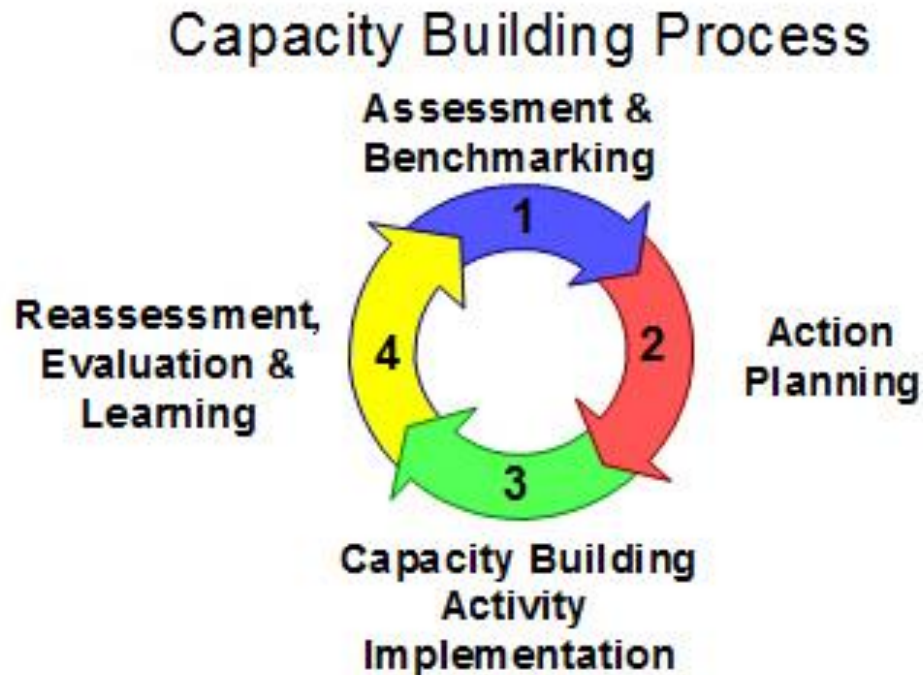 Capacity Building Process
Assessment &
Benchmarking
1
2
Action
Planning
3
Capacity Building
Activity
Implementation
4
Reassessment,
Evaluation &
Learning